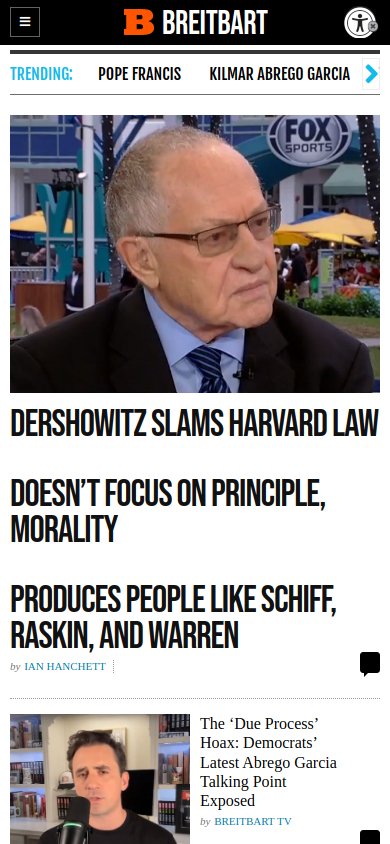 BREITBART
TRENDING: POPE FRANCIS KILMAR ABREGO GARCIA
FOX
SPORTS
DERSHOWITZ SLAMS HARVARD LAW
DOESN’T FOCUS ON PRINCIPLE,
MORALITY
PRODUCES PEOPLE LIKE SCHIFF,
RASKIN, AND WARREN
by IAN HANCHETT
The ‘Due Process’
Hoax: Democrats’
Latest Abrego Garcia
Talking Point
Exposed
by BREITBART TV